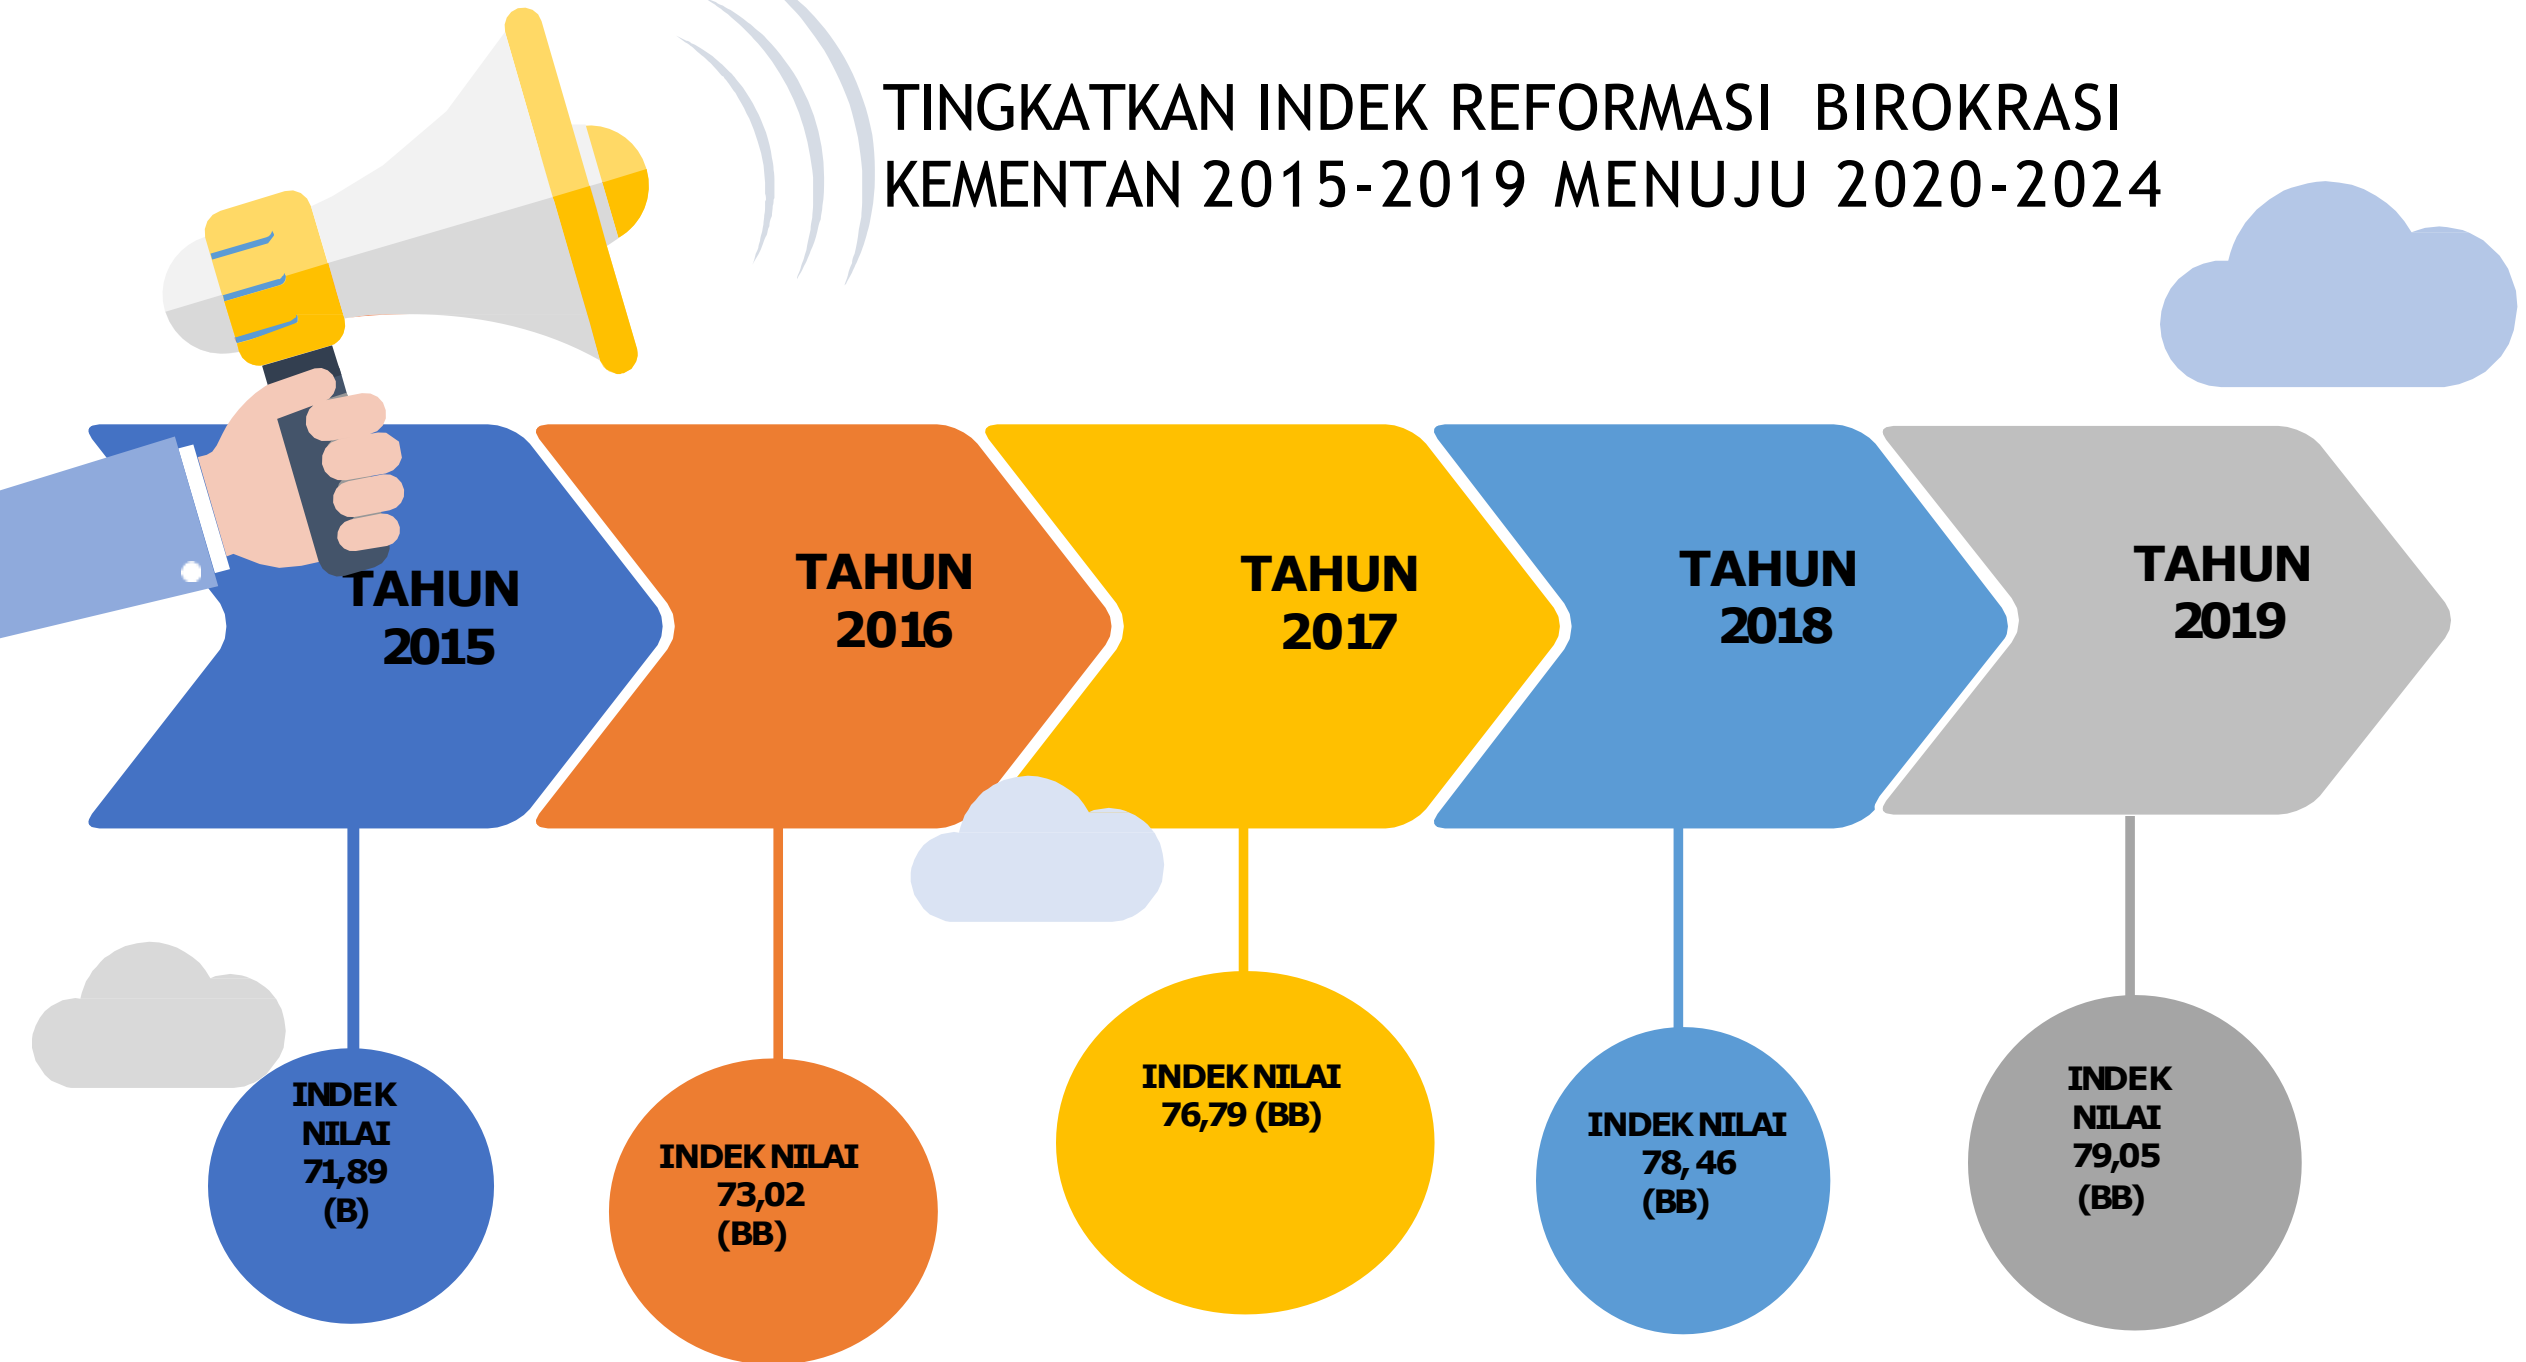 TINGKATKAN INDEK REFORMASI BIROKRASI
KEMENTAN 2015-2019 MENUJU 2020-2024
TAHUN
2015
TAHUN
2016
TAHUN
2017
TAHUN
2018
TAHUN
2019
INDEK
NILAI
71,89
(B)
INDEK NILAI
73,02
(BB)
INDEK NILAI
76,79 (BB)
INDEK NILAI
78, 46
(BB)
INDEK
NILAI
79,05
(BB)